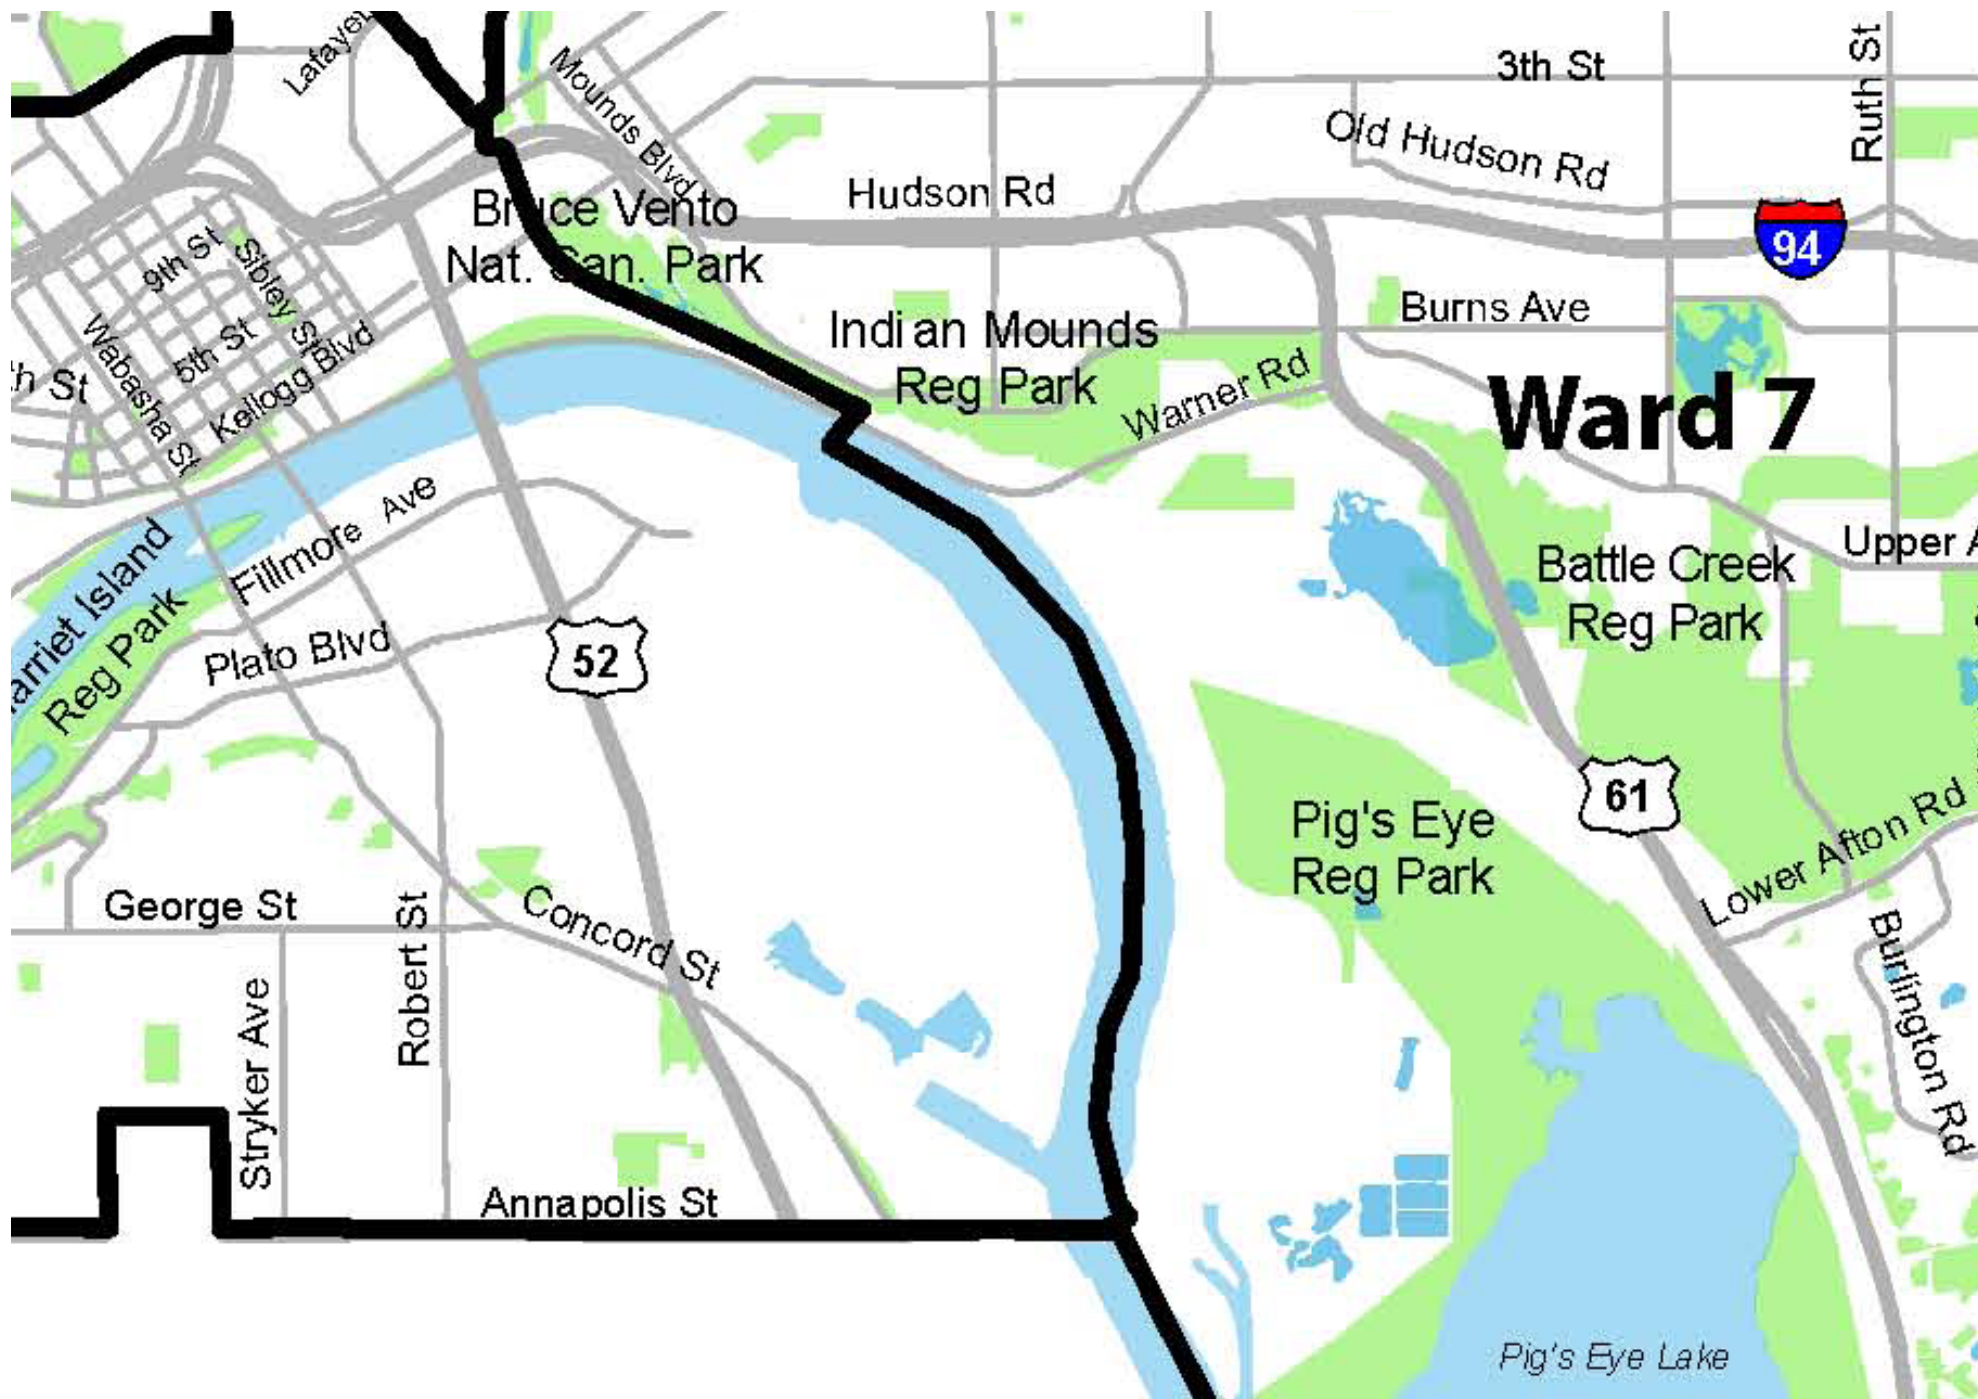 Lafaye
Mounds Blvd
3th St
Ruth St
Old Hudson Rd
Hudson Rd
94
Bruce Vento
Nat. San. Park
9th St
Sibley St
5th St
Wabasha St
Kellogg Blvd
h St
Indian Mounds
Reg Park
Burns Ave
Warner Rd
Ward 7
Fillmore Ave
arriet Island
Reg Park
Plato Blvd
52
Battle Creek
Reg Park
Upper A
61
Pig's Eye
Reg Park
Lower Afton Rd
Burlington Rd
George St
Robert St
Concord St
Stryker Ave
Annapolis St
Pig's Eye Lake